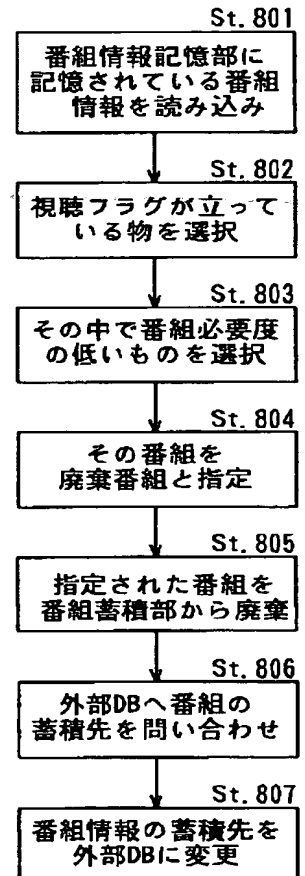 St. 801
番組情報記憶部に
記憶されている番組
情報を読み込み
St. 802
視聴フラグが立って
いる物を選択
St. 803
その中で番組必要度
の低いものを選択
St. 804
その番組を
廃棄番組と指定
St. 805
指定された番組を
番組蓄積部から廃棄
St. 806
外部DBへ番組の
蓄積先を問い合わせ
St. 807
番組情報の蓄積先を
外部DBに変更